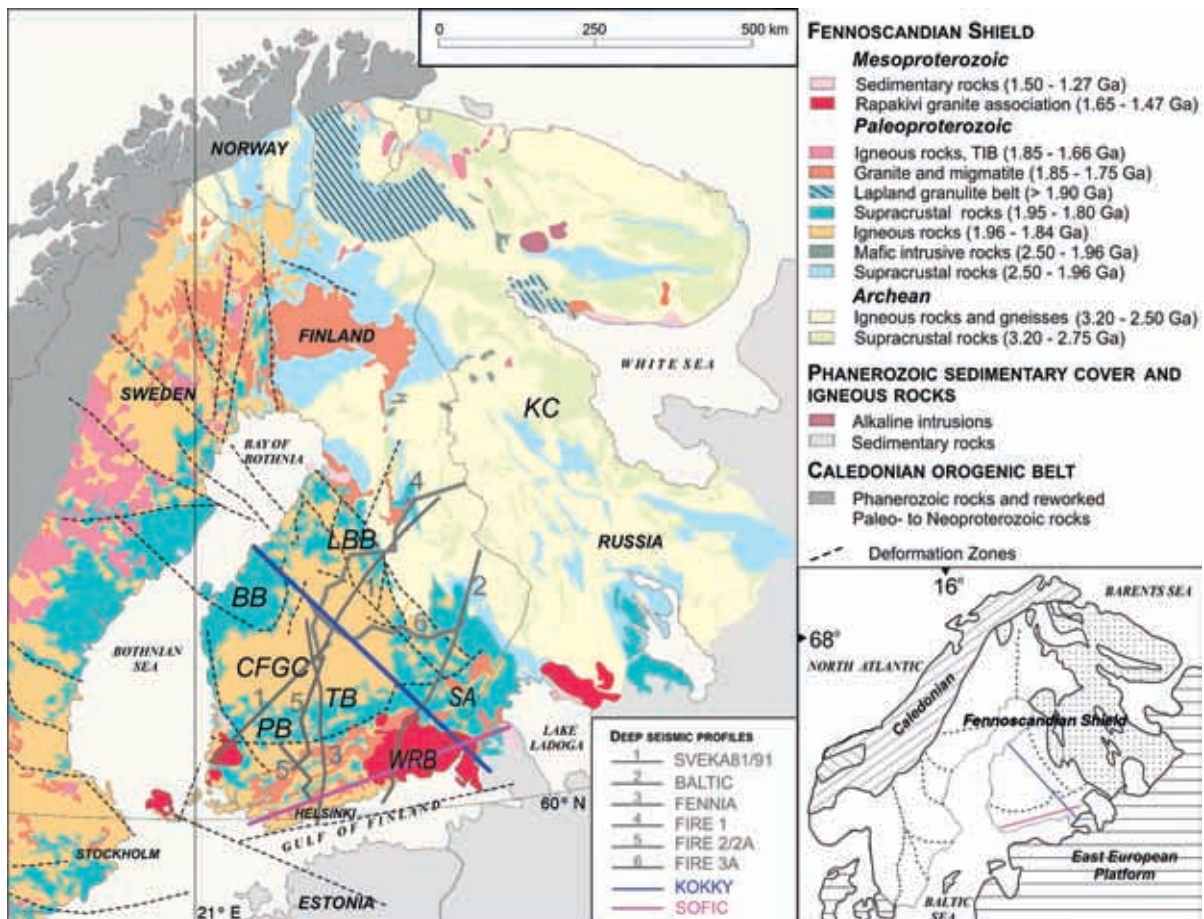 0 250 500 km
NORWAY
FINLAND
SWEDEN
WHITE SEA
KC
BAY OF
BOTHNIA
4
LBB
RUSSIA
1
2
BB
6
BOTHNIAN
SEA
CFGC
1
5
TB
SA
PB
3
5
WRB
LAKE
LADOGA
HELSINKI
60° N
GULF OF FINLAND
STOCKHOLM
21° E
ESTONIA
DEEP SEISMIC PROFILES
1 SVEKA81/91
2 BALTIC
3 FENNIA
4 FIRE 1
5 FIRE 2/2A
6 FIRE 3A
KOKKY
SOFIC
FENNOSCANDIAN SHIELD
Mesoproterozoic
Sedimentary rocks (1.50 - 1.27 Ga)
Rapakivi granite association (1.65 - 1.47 Ga)
Paleoproterozoic
Igneous rocks, TIB (1.85 - 1.66 Ga)
Granite and migmatite (1.85 - 1.75 Ga)
Lapland granulite belt (> 1.90 Ga)
Supracrustal rocks (1.95 - 1.80 Ga)
Igneous rocks (1.96 - 1.84 Ga)
Mafic intrusive rocks (2.50 - 1.96 Ga)
Supracrustal rocks (2.50 - 1.96 Ga)
Archean
Igneous rocks and gneisses (3.20 - 2.50 Ga)
Supracrustal rocks (3.20 - 2.75 Ga)
PHANEROZOIC SEDIMENTARY COVER AND
IGNEOUS ROCKS
Alkaline intrusions
Sedimentary rocks
CALEDONIAN OROGENIC BELT
Phanerozoic rocks and reworked
Paleo- to Neoproterozoic rocks
Deformation Zones
16°
BARENTS SEA
68°
NORTH ATLANTIC
Caledonian
Fennoscandian Shield
East European
Platform
BALTIC
SEA